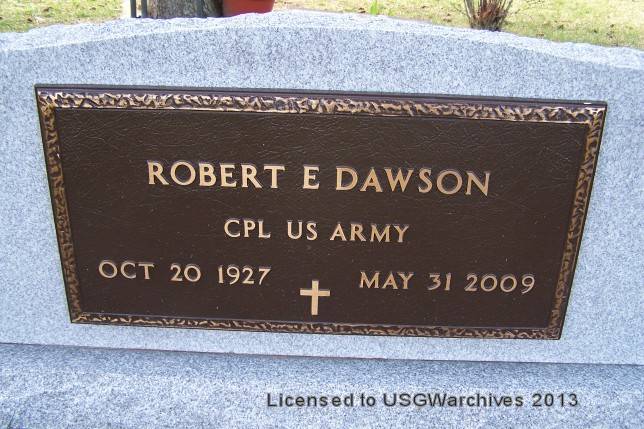 ROBERT E DAWSON
CPL US ARMY
OCT 20 1927 MAY 31 2009
Licensed to USGWarchives 2013